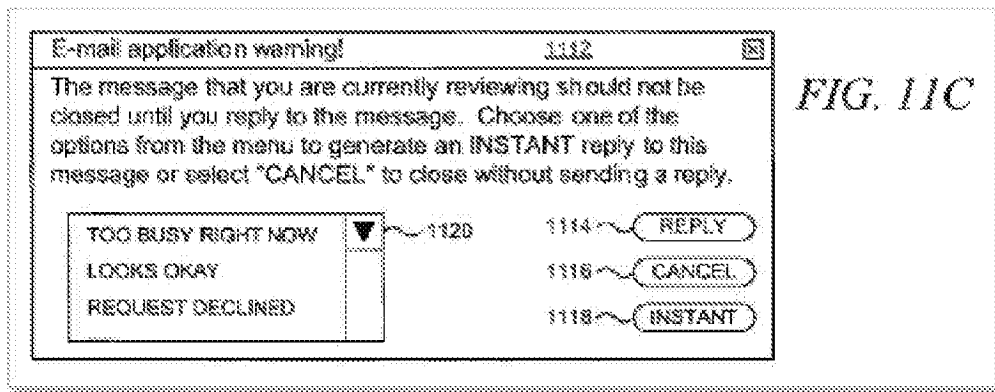 E-mail application warning! 1112
FIG. 11C
The message that you are currently reviewing should not be
closed until you reply to the message. Choose one of the
options from the menu to generate an INSTANT reply to this
message or select "CANCEL" to close without sending a reply.
TOO BUSY RIGHT NOW 1120 1114 REPLY
LOOKS OKAY 1116 CANCEL
REQUEST DECLINED 1118 INSTANT